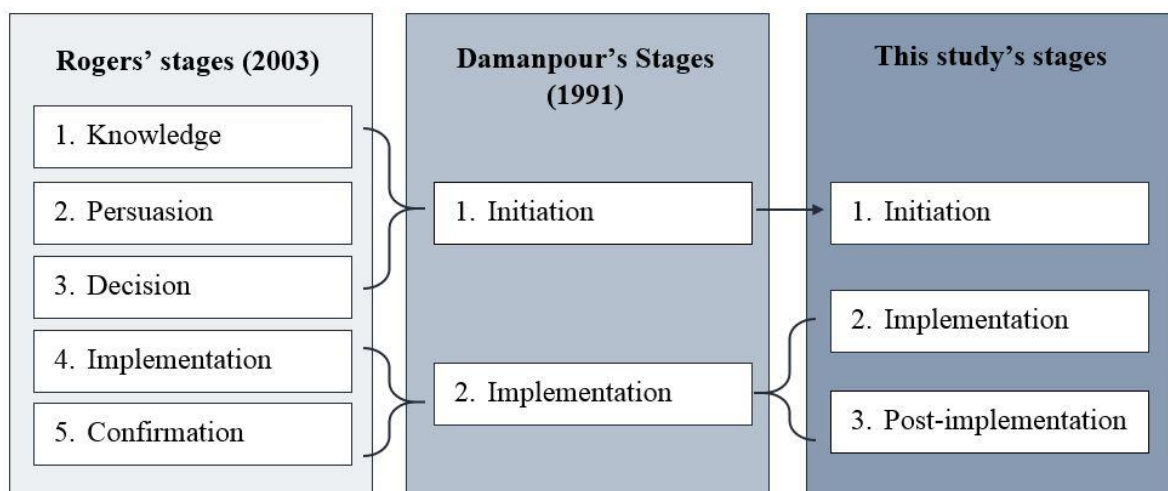 Rogers’ stages (2003)
1. Knowledge
2. Persuasion
3. Decision
4. Implementation
5. Confirmation
Damanpour’s Stages
(1991)
1. Initiation
2. Implementation
This study’s stages
1. Initiation
2. Implementation
3. Post-implementation